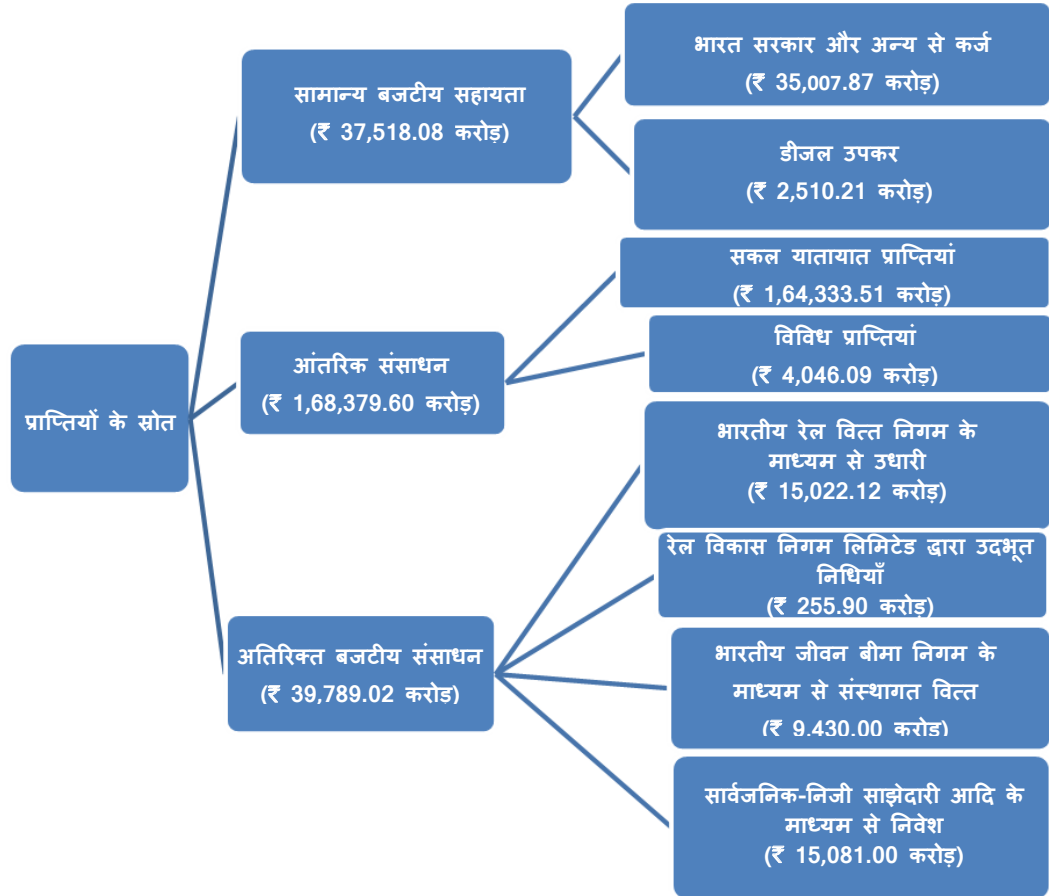 प्राप्तियों के स्रोत
सामान्य बजटीय सहायता
(₹ 37,518.08 करोड़)
भारत सरकार और अन्य से कर्ज
(₹ 35,007.87 करोड़)
डीजल उपकर
(₹ 2,510.21 करोड़)
आंतरिक संसाधन
(₹ 1,68,379.60 करोड़)
सकल यातायात प्राप्तियां
(₹ 1,64,333.51 करोड़)
विविध प्राप्तियां
(₹ 4,046.09 करोड़)
अतिरिक्त बजटीय संसाधन
(₹ 39,789.02 करोड़)
भारतीय रेल वित्त निगम के
माध्यम से उधारी
(₹ 15,022.12 करोड़)
रेल विकास निगम लिमिटेड द्वारा उदभूत
निधियाँ
(₹ 255.90 करोड़)
भारतीय जीवन बीमा निगम के
माध्यम से संस्थागत वित्त
(₹ 9,430.00 करोड़)
सार्वजनिक-निजी साझेदारी आदि के
माध्यम से निवेश
(₹ 15,081.00 करोड़)